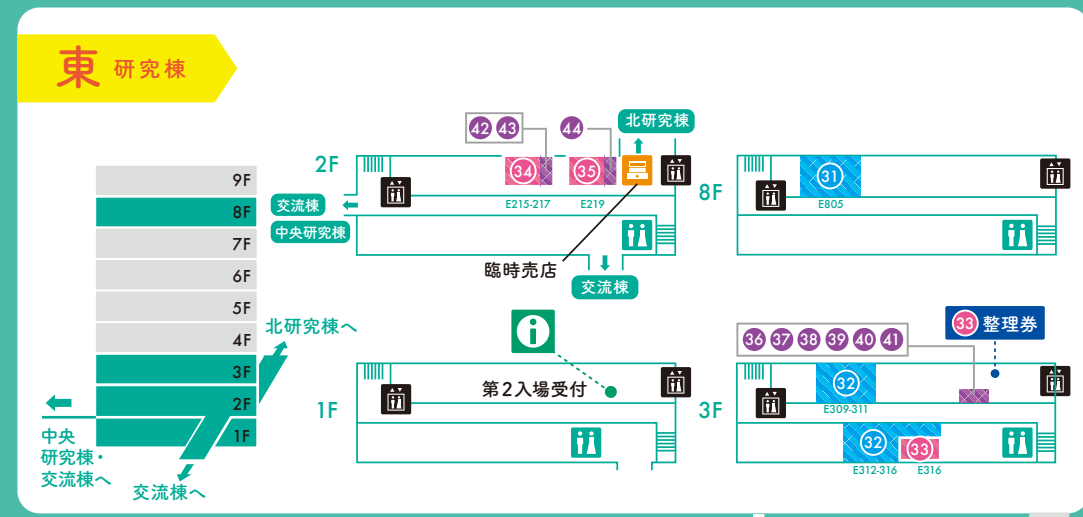 東 研究棟
9F
8F
7F
6F
5F
4F
3F
2F
1F
北研究棟へ
中央
研究棟・
交流棟へ
交流棟へ
2F
42 43
44
北研究棟
34
35
E215-217
E219
交流棟
中央研究棟
臨時売店
交流棟
8F
31
E805
1F
i
第2入場受付
3F
36 37 38 39 40 41
33 整理券
32
E309-311
32
33
E312-316
E316